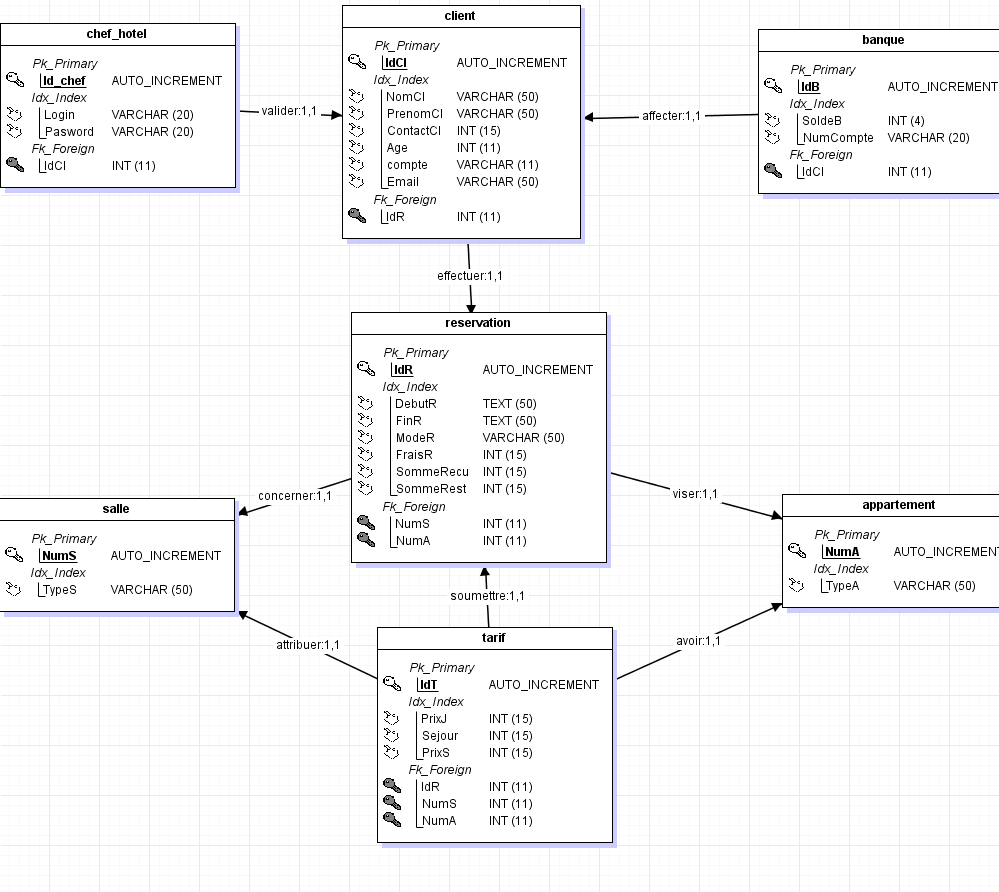 chef_hotel
Pk_Primary
Id_chef AUTO_INCREMENT
Idx_Index
Login VARCHAR (20)
Pasword VARCHAR (20)
Fk_Foreign
IdCl INT (11)
valider:1,1
client
Pk_Primary
IdCl AUTO_INCREMENT
Idx_Index
NomCl VARCHAR (50)
PrenomCl VARCHAR (50)
ContactCl INT (15)
Age INT (11)
compte VARCHAR (11)
Email VARCHAR (50)
Fk_Foreign
IdR INT (11)
affecter:1,1
banque
Pk_Primary
IdB AUTO_INCREMENT
Idx_Index
SoldeB INT (4)
NumCompte VARCHAR (20)
Fk_Foreign
IdCl INT (11)
effectuer:1,1
reservation
Pk_Primary
IdR AUTO_INCREMENT
Idx_Index
DebutR TEXT (50)
FinR TEXT (50)
ModeR VARCHAR (50)
FraisR INT (15)
SommeRecu INT (15)
SommeRest INT (15)
Fk_Foreign
NumS INT (11)
NumA INT (11)
concerner:1,1
viser:1,1
salle
Pk_Primary
NumS AUTO_INCREMENT
Idx_Index
TypeS VARCHAR (50)
appartement
Pk_Primary
NumA AUTO_INCREMENT
Idx_Index
TypeA VARCHAR (50)
soumettre:1,1
attribuer:1,1
avoir:1,1
tarif
Pk_Primary
IdT AUTO_INCREMENT
Idx_Index
PrixJ INT (15)
Sejour INT (15)
PrixS INT (15)
Fk_Foreign
IdR INT (11)
NumS INT (11)
NumA INT (11)